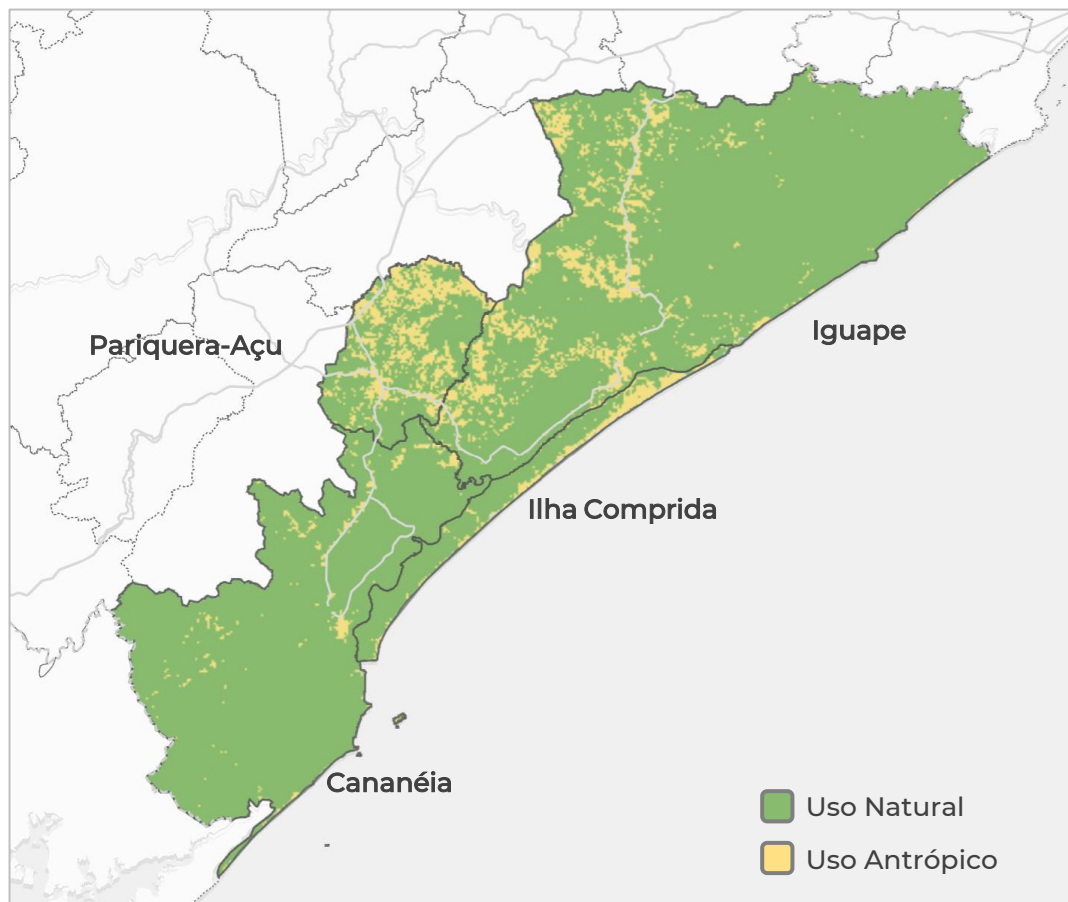 Iguape
Pariquera-Açu
Ilha Comprida
Cananéia
Uso Natural
Uso Antrópico